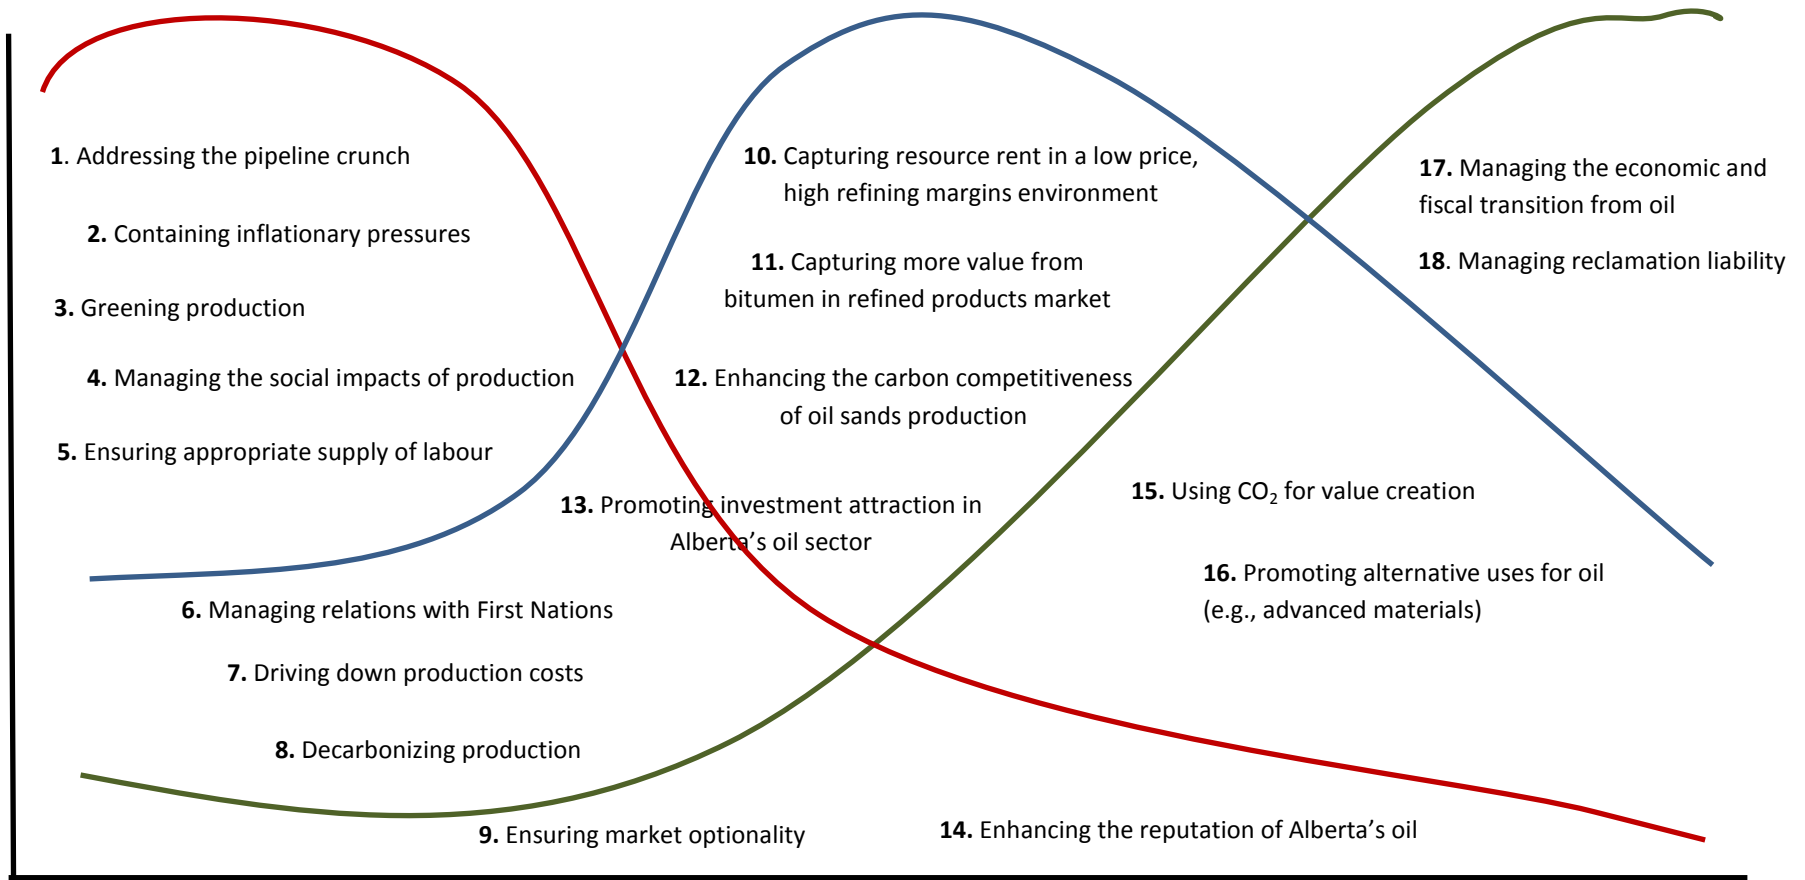 1. Addressing the pipeline crunch
2. Containing inflationary pressures
3. Greening production
4. Managing the social impacts of production
5. Ensuring appropriate supply of labour
6. Managing relations with First Nations
7. Driving down production costs
8. Decarbonizing production
9. Ensuring market optionality
10. Capturing resource rent in a low price,
high refining margins environment
11. Capturing more value from
bitumen in refined products market
12. Enhancing the carbon competitiveness
of oil sands production
13. Promoting investment attraction in
Alberta’s oil sector
14. Enhancing the reputation of Alberta’s oil
15. Using CO₂ for value creation
16. Promoting alternative uses for oil
(e.g., advanced materials)
17. Managing the economic and
fiscal transition from oil
18. Managing reclamation liability